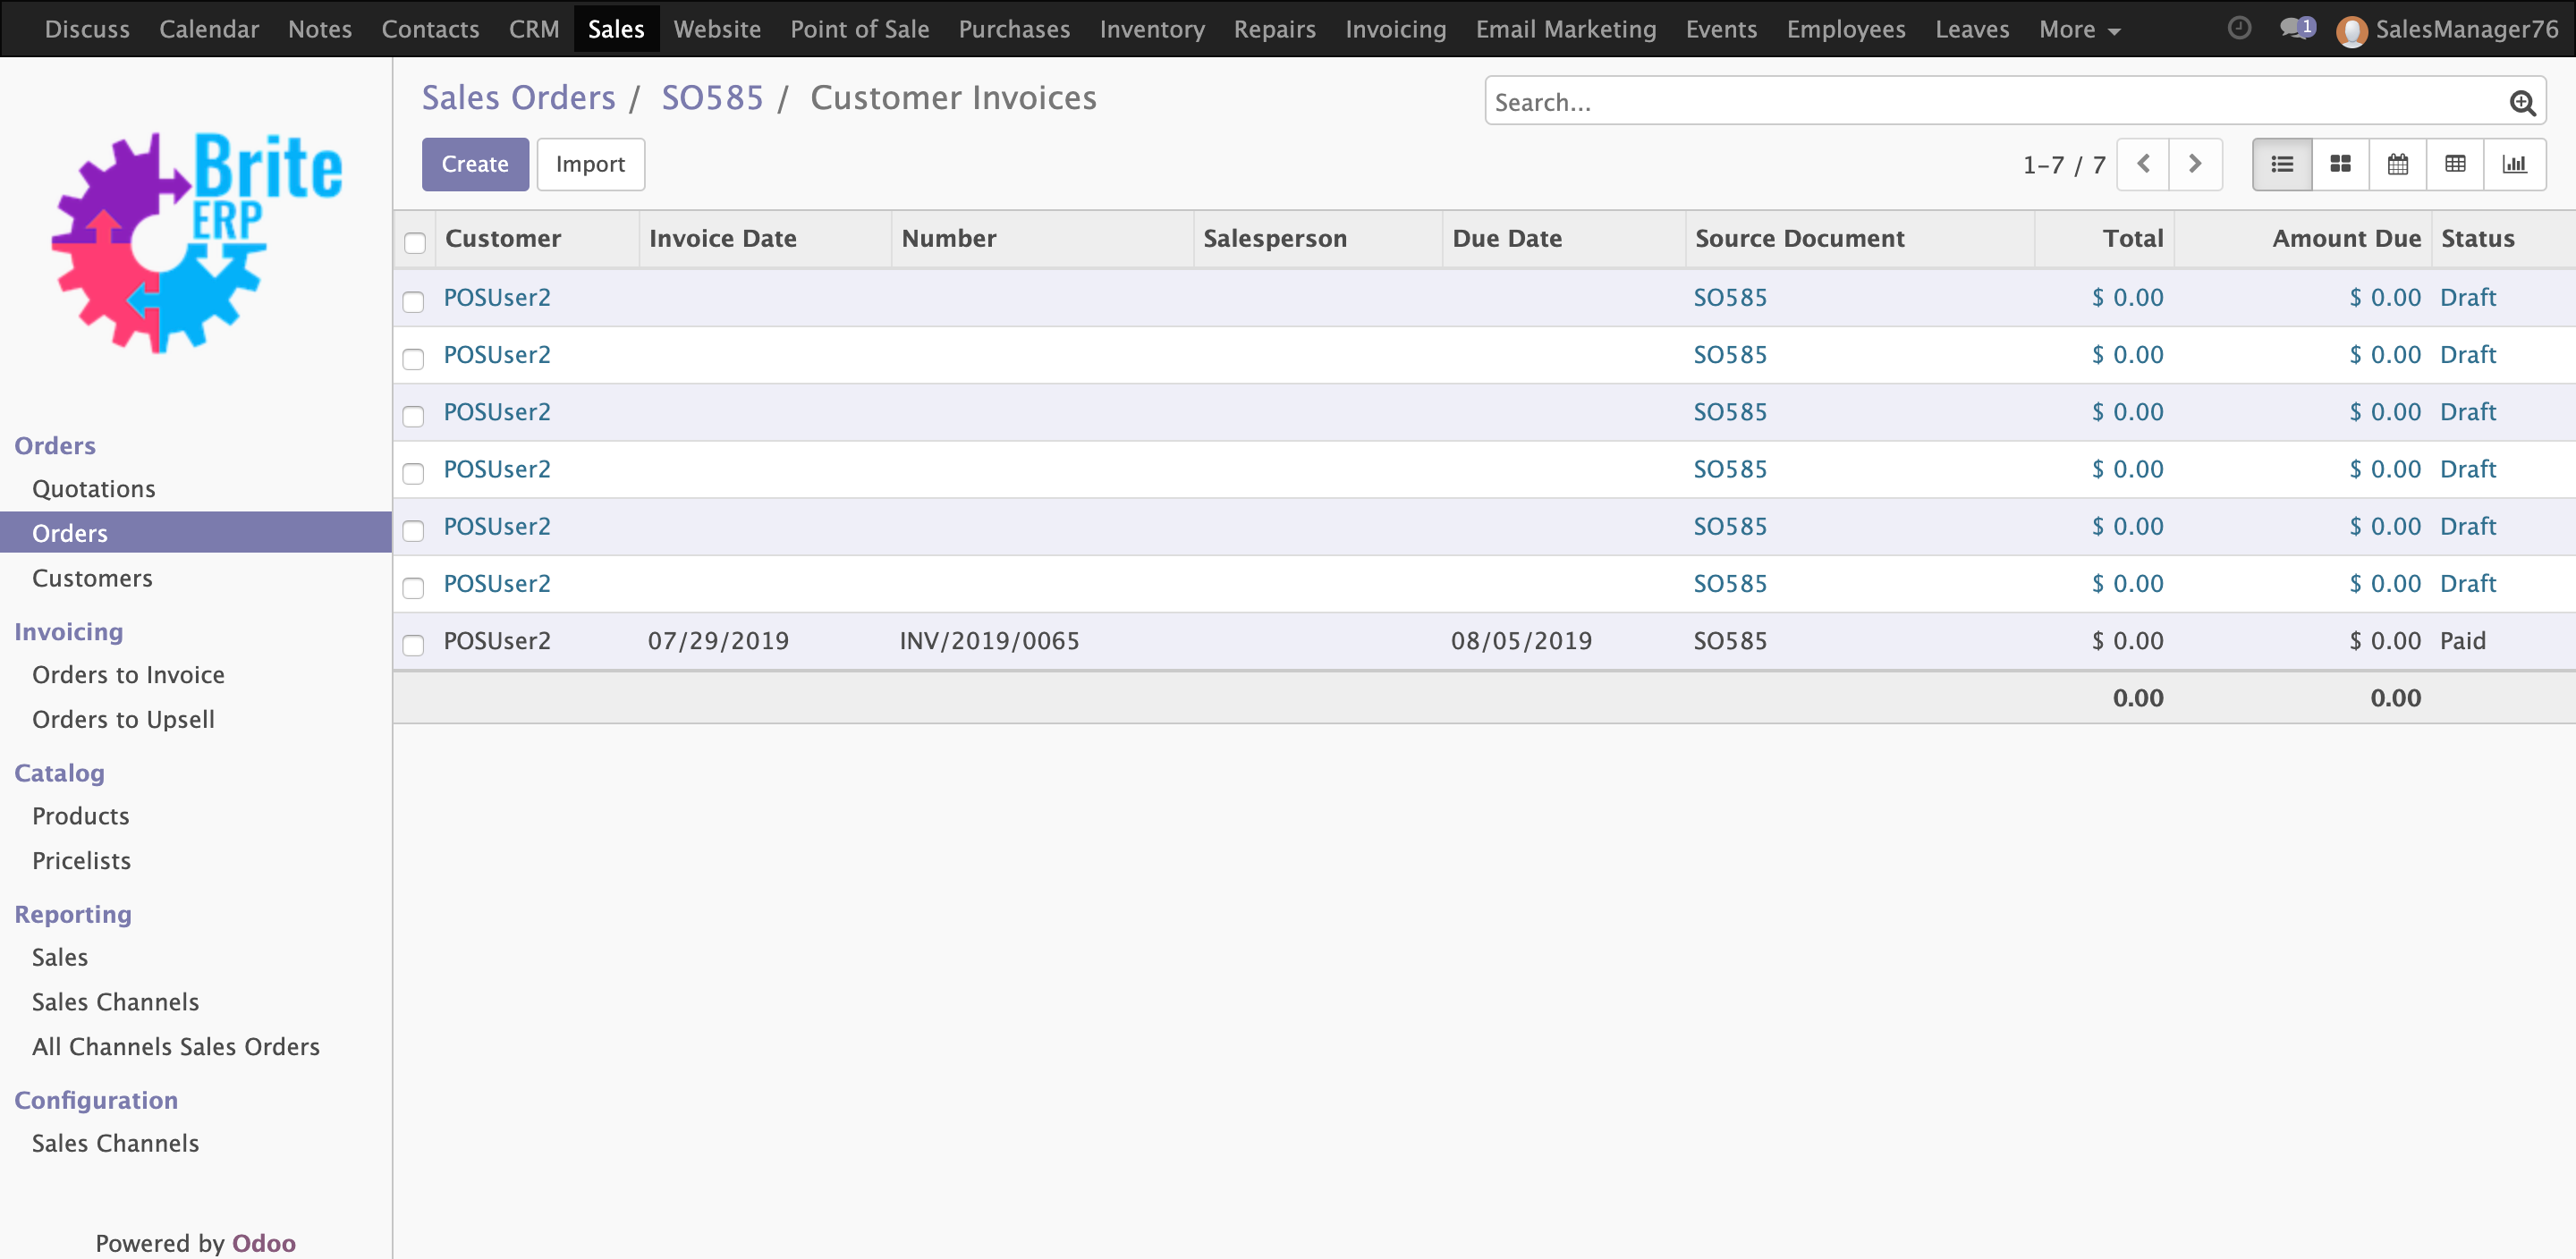 Discuss Calendar Notes Contacts CRM Sales Website Point of Sale Purchases Inventory Repairs Invoicing Email Marketing Events Employees Leaves More 1 SalesManager76
Brite
ERP
Sales Orders / SO585 / Customer Invoices
Search...
Create Import
1-7 / 7
Orders
Quotations
Orders
Customers
Invoicing
Orders to Invoice
Orders to Upsell
Catalog
Products
Pricelists
Reporting
Sales
Sales Channels
All Channels Sales Orders
Configuration
Sales Channels
Powered by Odoo
Customer Invoice Date Number Salesperson Due Date Source Document Total Amount Due Status
POSUser2 SO585 $ 0.00 $ 0.00 Draft
POSUser2 SO585 $ 0.00 $ 0.00 Draft
POSUser2 SO585 $ 0.00 $ 0.00 Draft
POSUser2 SO585 $ 0.00 $ 0.00 Draft
POSUser2 SO585 $ 0.00 $ 0.00 Draft
POSUser2 SO585 $ 0.00 $ 0.00 Draft
POSUser2 07/29/2019 INV/2019/0065 08/05/2019 SO585 $ 0.00 $ 0.00 Paid
0.00 0.00